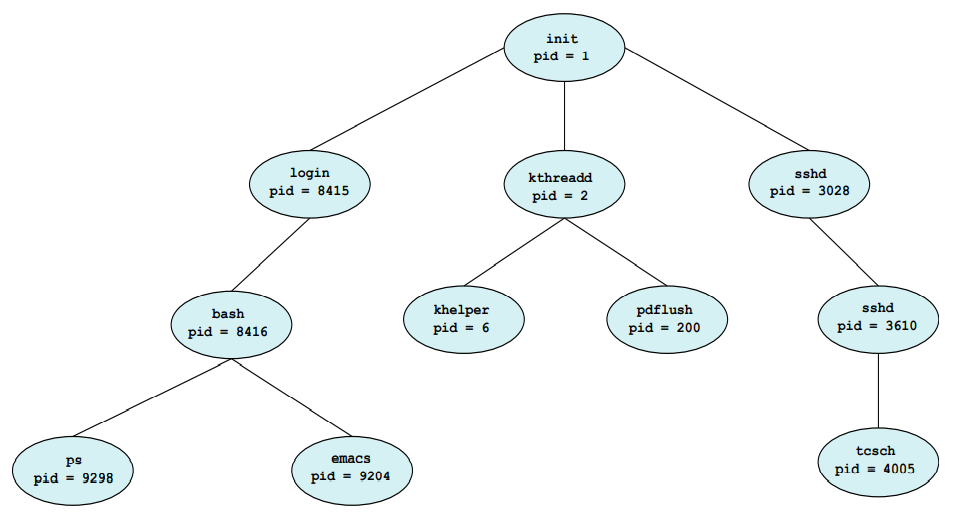 init
pid = 1
login
pid = 8415
kthreadd
pid = 2
sshd
pid = 3028
bash
pid = 8416
khelper
pid = 6
pdflush
pid = 200
sshd
pid = 3610
ps
pid = 9298
emacs
pid = 9204
tcsch
pid = 4005